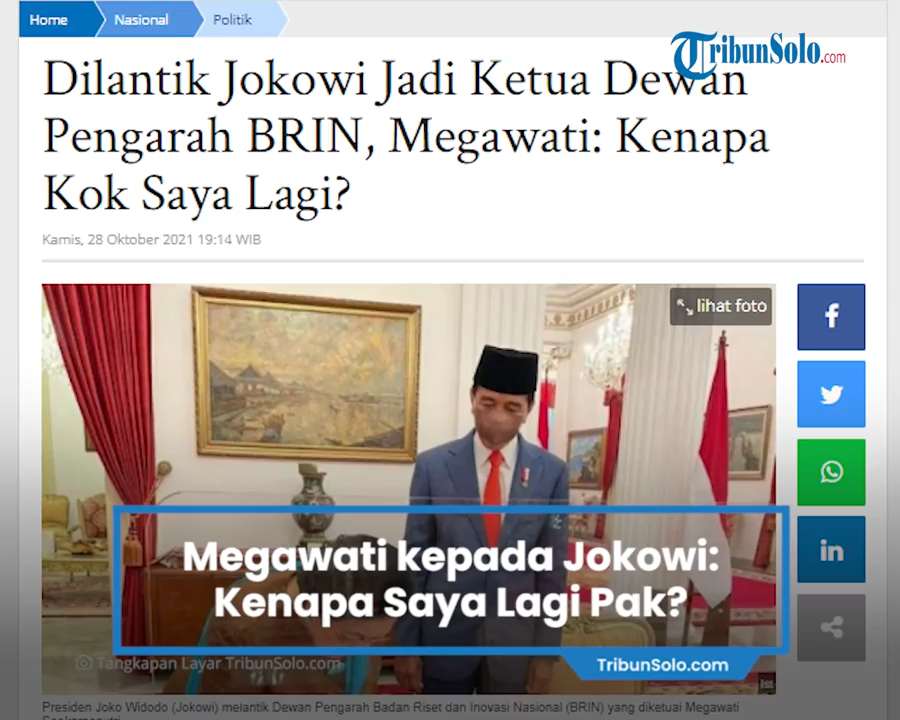 Home Nasional Politik
TribunSolo.com
Dilantik Jokowi Jadi Ketua Dewan
Pengarah BRIN, Megawati: Kenapa
Kok Saya Lagi?
Kamis, 28 Oktober 2021 19:14 WIB
lihat foto
Megawati kepada Jokowi:
Kenapa Saya Lagi Pak?
Tangkapan Layar TribunSolo.com
TribunSolo.com
Ist
Presiden Joko Widodo (Jokowi) melantik Dewan Pengarah Badan Riset dan Inovasi Nasional (BRIN) yang diketuai Megawati